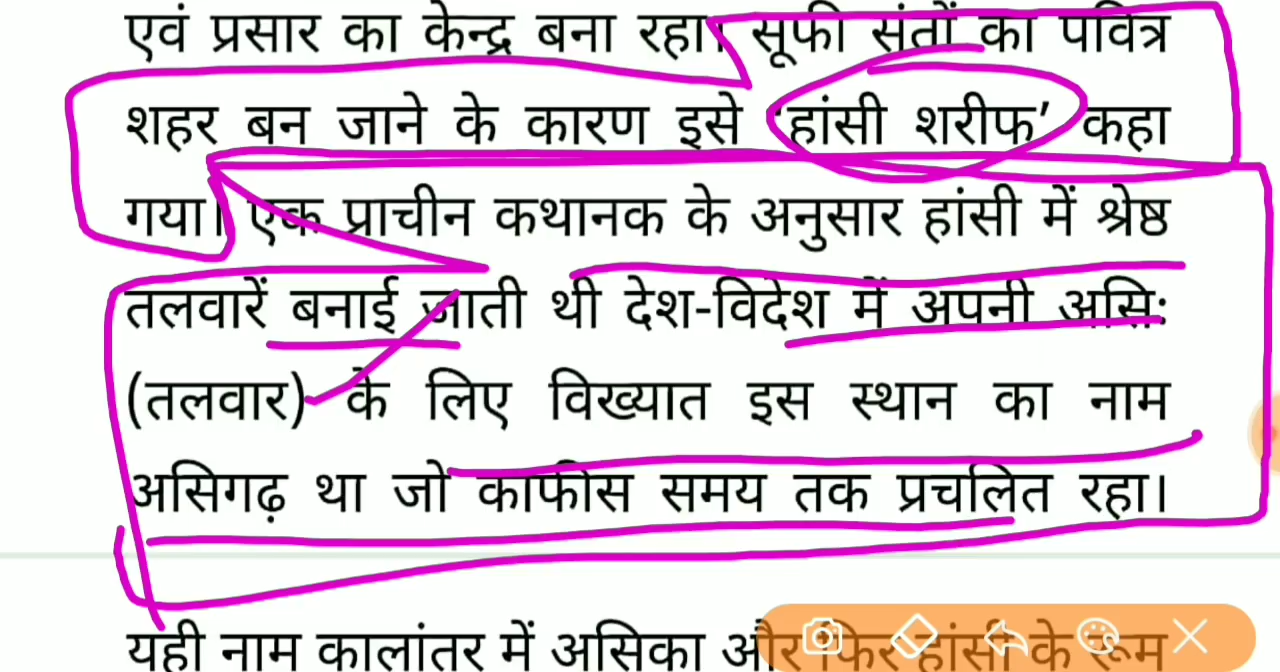 एवं प्रसार का केन्द्र बना रहा। सूफी संतों का पवित्र
शहर बन जाने के कारण इसे 'हांसी शरीफ' कहा
गया। एक प्राचीन कथानक के अनुसार हांसी में श्रेष्ठ
तलवारें बनाई जाती थी देश-विदेश में अपनी असिः
(तलवार) के लिए विख्यात इस स्थान का नाम
असिगढ़ था जो काफीस समय तक प्रचलित रहा।
यही नाम कालांतर में असिका और फिर हांसी के रूम